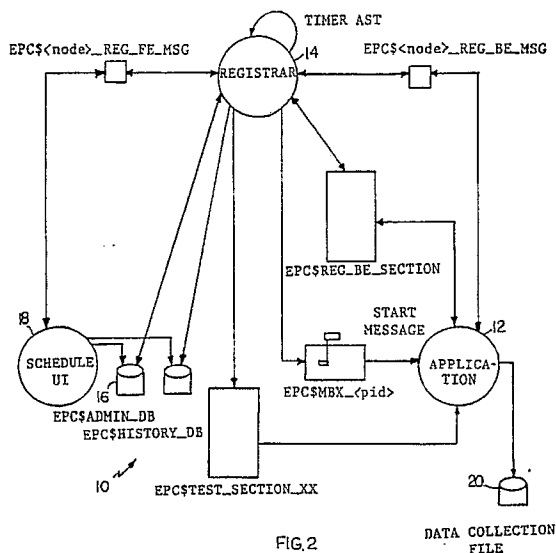 TIMER AST
EPC$<node>_REG_FE_MSG
14
EPC$<node>_REG_BE_MSG
REGISTRAR
EPC$REG_BE_SECTION
START
MESSAGE
18
12
SCHEDULE
UI
APPLICA-
TION
16
EPC$ADMIN_DB
EPC$MBX_<pid>
EPC$HISTORY_DB
10
EPC$TEST_SECTION_XX
20
FIG.2
DATA COLLECTION
FILE